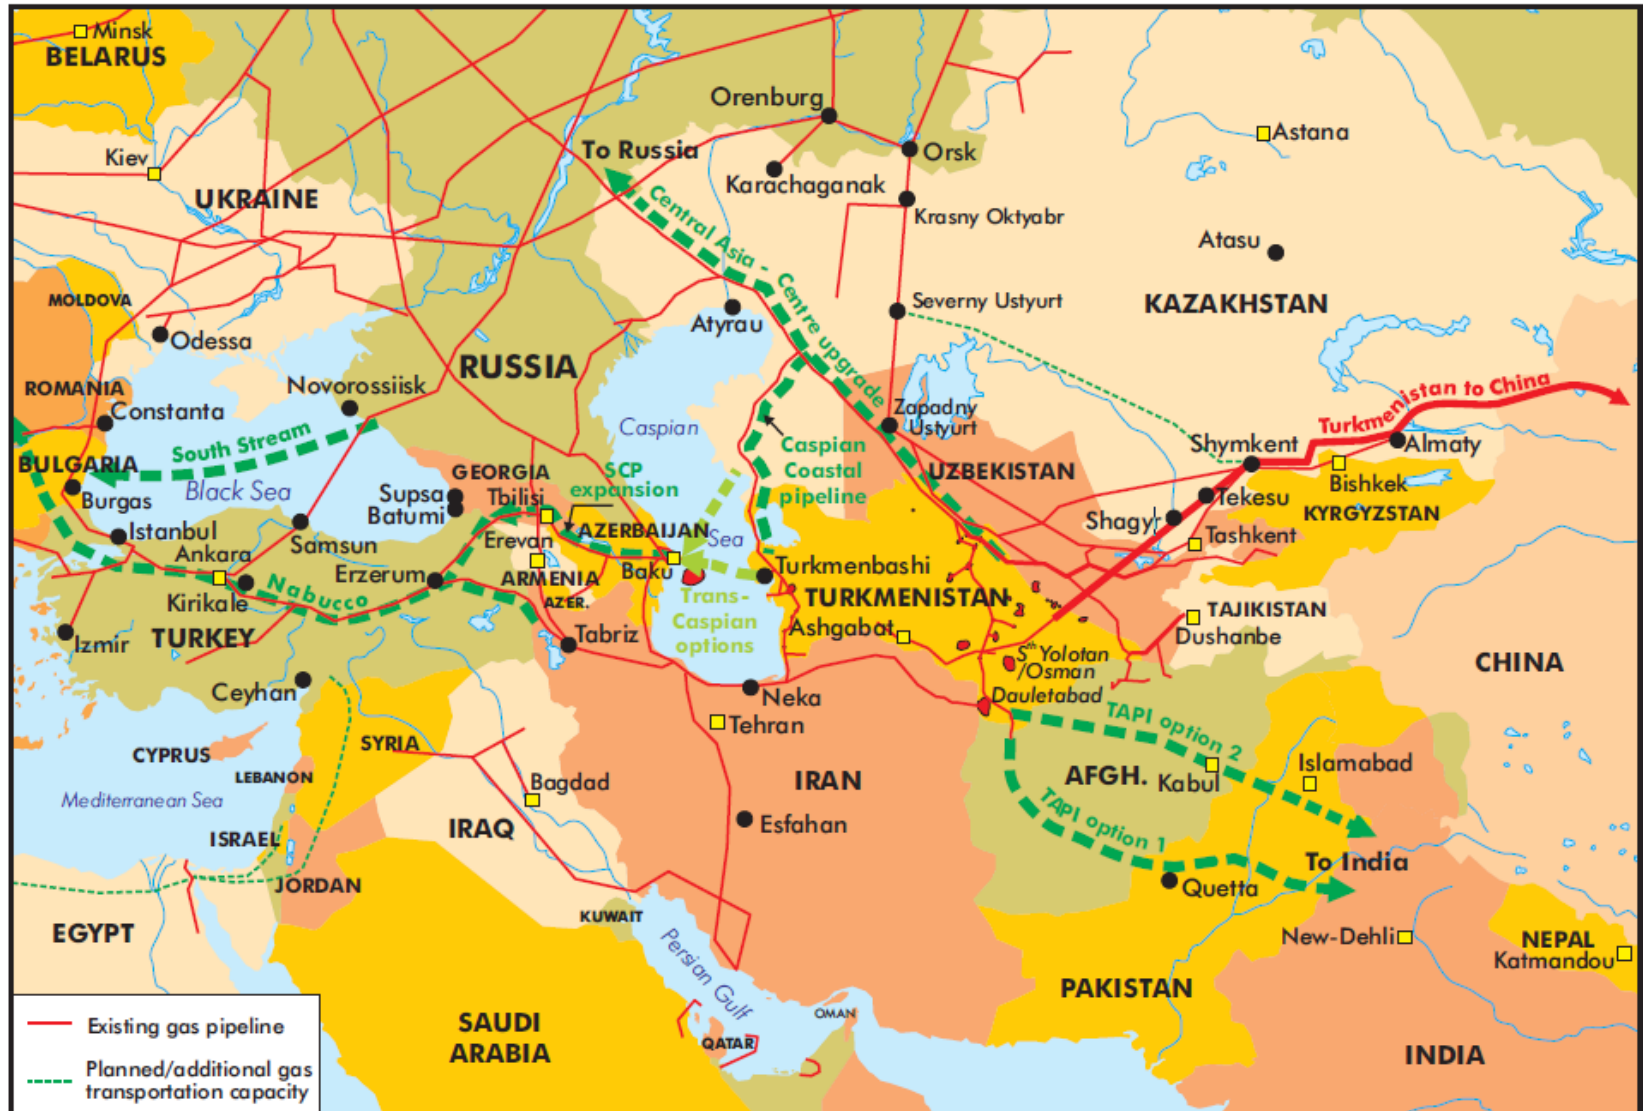 Minsk
BELARUS
Orenburg
Astana
Kiev
To Russia
Orsk
Karachaganak
UKRAINE
Krasny Oktyabr
Central Asia - Centre upgrade
Atasu
MOLDOVA
Severny Ustyurt
KAZAKHSTAN
Odessa
Atyrau
RUSSIA
ROMANIA
Novorossiisk
Turkmenistan to China
Constanta
Caspian
Zapadny
Ustyurt
South Stream
Caspian
Coastal
pipeline
Shymkent
Almaty
BULGARIA
GEORGIA
SCP
expansion
UZBEKISTAN
Bishkek
Burgas
Black Sea
Supsa
Batumi
Tbilisi
Tekesu
KYRGYZSTAN
Istanbul
Shagyr
AZERBAIJAN
Sea
Tashkent
Ankara
Samsun
Erevan
Erzerum
ARMENIA
Baku
Turkmenbashi
Nabucco
Kirikale
AZER.
Trans-
Caspian
options
TURKMENISTAN
TAJIKISTAN
Dushanbe
Izmir
TURKEY
Tabriz
Ashgabat
Sth Yolotan
/Osman
CHINA
Ceyhan
Neka
Dauletabad
Tehran
TAPI option 2
CYPRUS
SYRIA
LEBANON
Bagdad
IRAN
AFGH.
Kabul
Islamabad
Mediterranean Sea
TAPI option 1
ISRAEL
IRAQ
Esfahan
To India
JORDAN
Quetta
KUWAIT
EGYPT
Persian Gulf
New-Dehli
NEPAL
Katmandou
PAKISTAN
SAUDI
ARABIA
OMAN
QATAR
INDIA
Existing gas pipeline
Planned/additional gas
transportation capacity